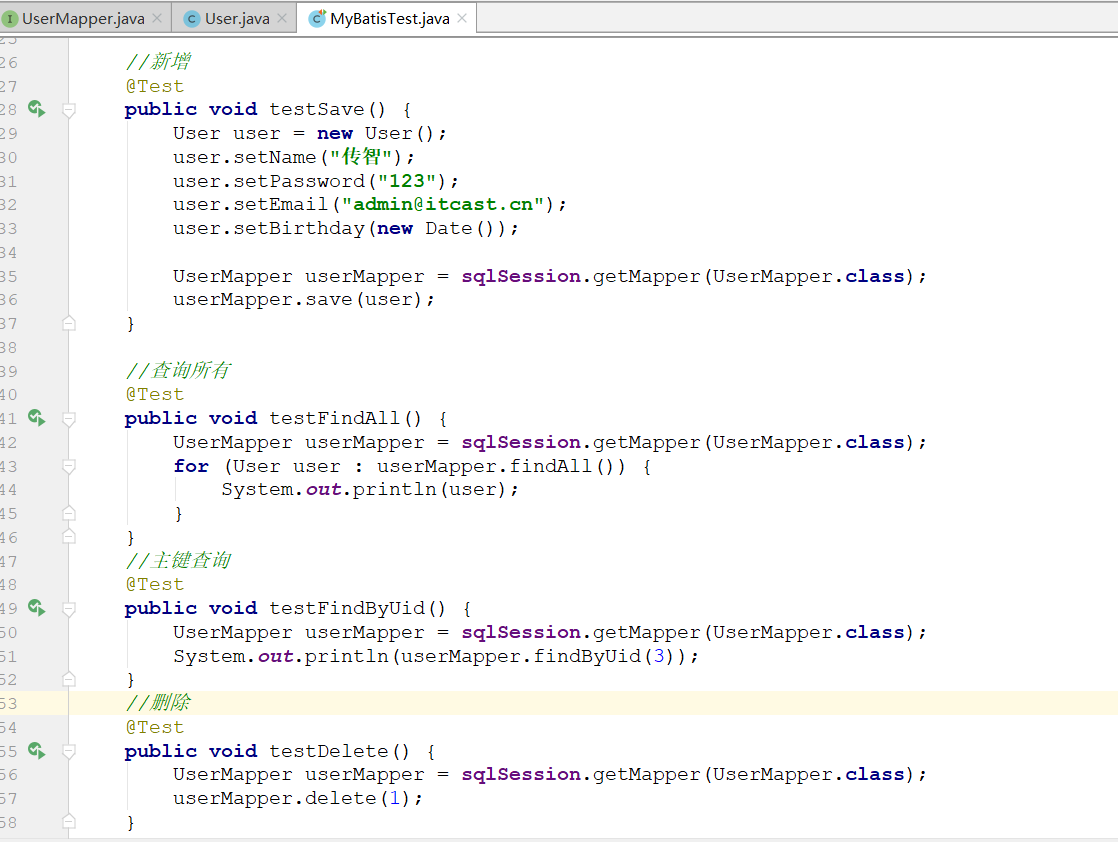 UserMapper.java × User.java × MyBatisTest.java ×
25
26 //新增
27 @Test
28 public void testSave() {
29 User user = new User();
30 user.setName("传智");
31 user.setPassword("123");
32 user.setEmail("admin@itcast.cn");
33 user.setBirthday(new Date());
34
35 UserMapper userMapper = sqlSession.getMapper(UserMapper.class);
36 userMapper.save(user);
37 }
38
39 //查询所有
40 @Test
41 public void testFindAll() {
42 UserMapper userMapper = sqlSession.getMapper(UserMapper.class);
43 for (User user : userMapper.findAll()) {
44 System.out.println(user);
45 }
46 }
47 //主键查询
48 @Test
49 public void testFindByUid() {
50 UserMapper userMapper = sqlSession.getMapper(UserMapper.class);
51 System.out.println(userMapper.findByUid(3));
52 }
53 //删除
54 @Test
55 public void testDelete() {
56 UserMapper userMapper = sqlSession.getMapper(UserMapper.class);
57 userMapper.delete(1);
58 }